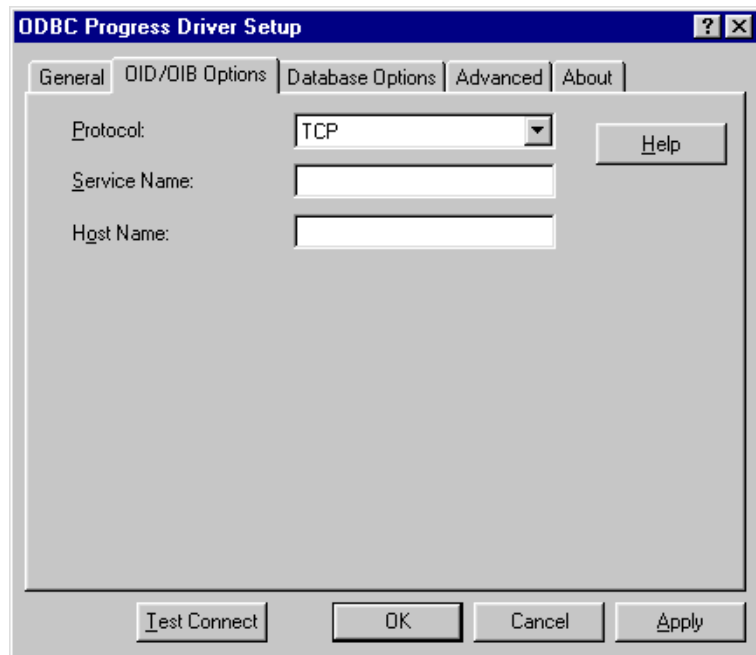 ODBC Progress Driver Setup
General OID/OIB Options Database Options Advanced About
Protocol: TCP Help
Service Name:
Host Name:
Test Connect OK Cancel Apply